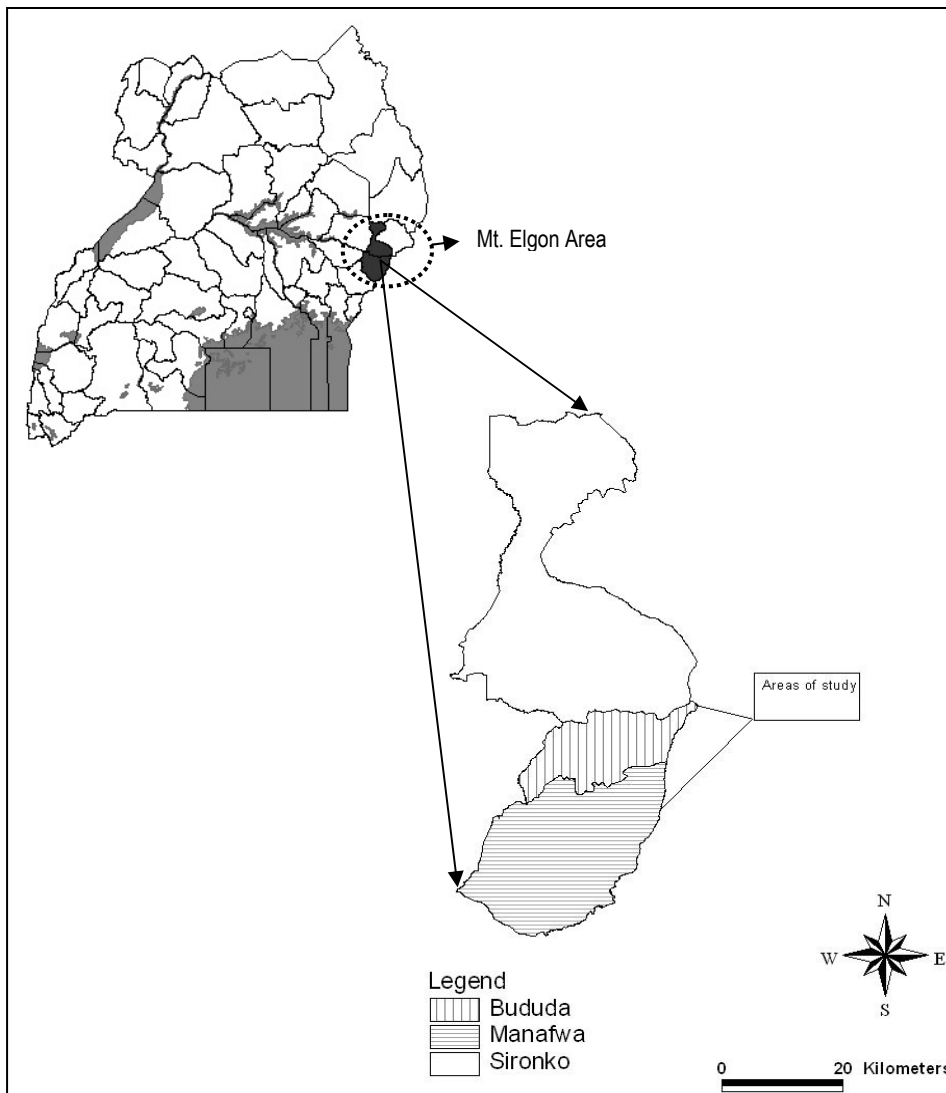 Mt. Elgon Area
Areas of study
N
W
E
S
Legend
Bududa
Manafwa
Sironko
0 20 Kilometers